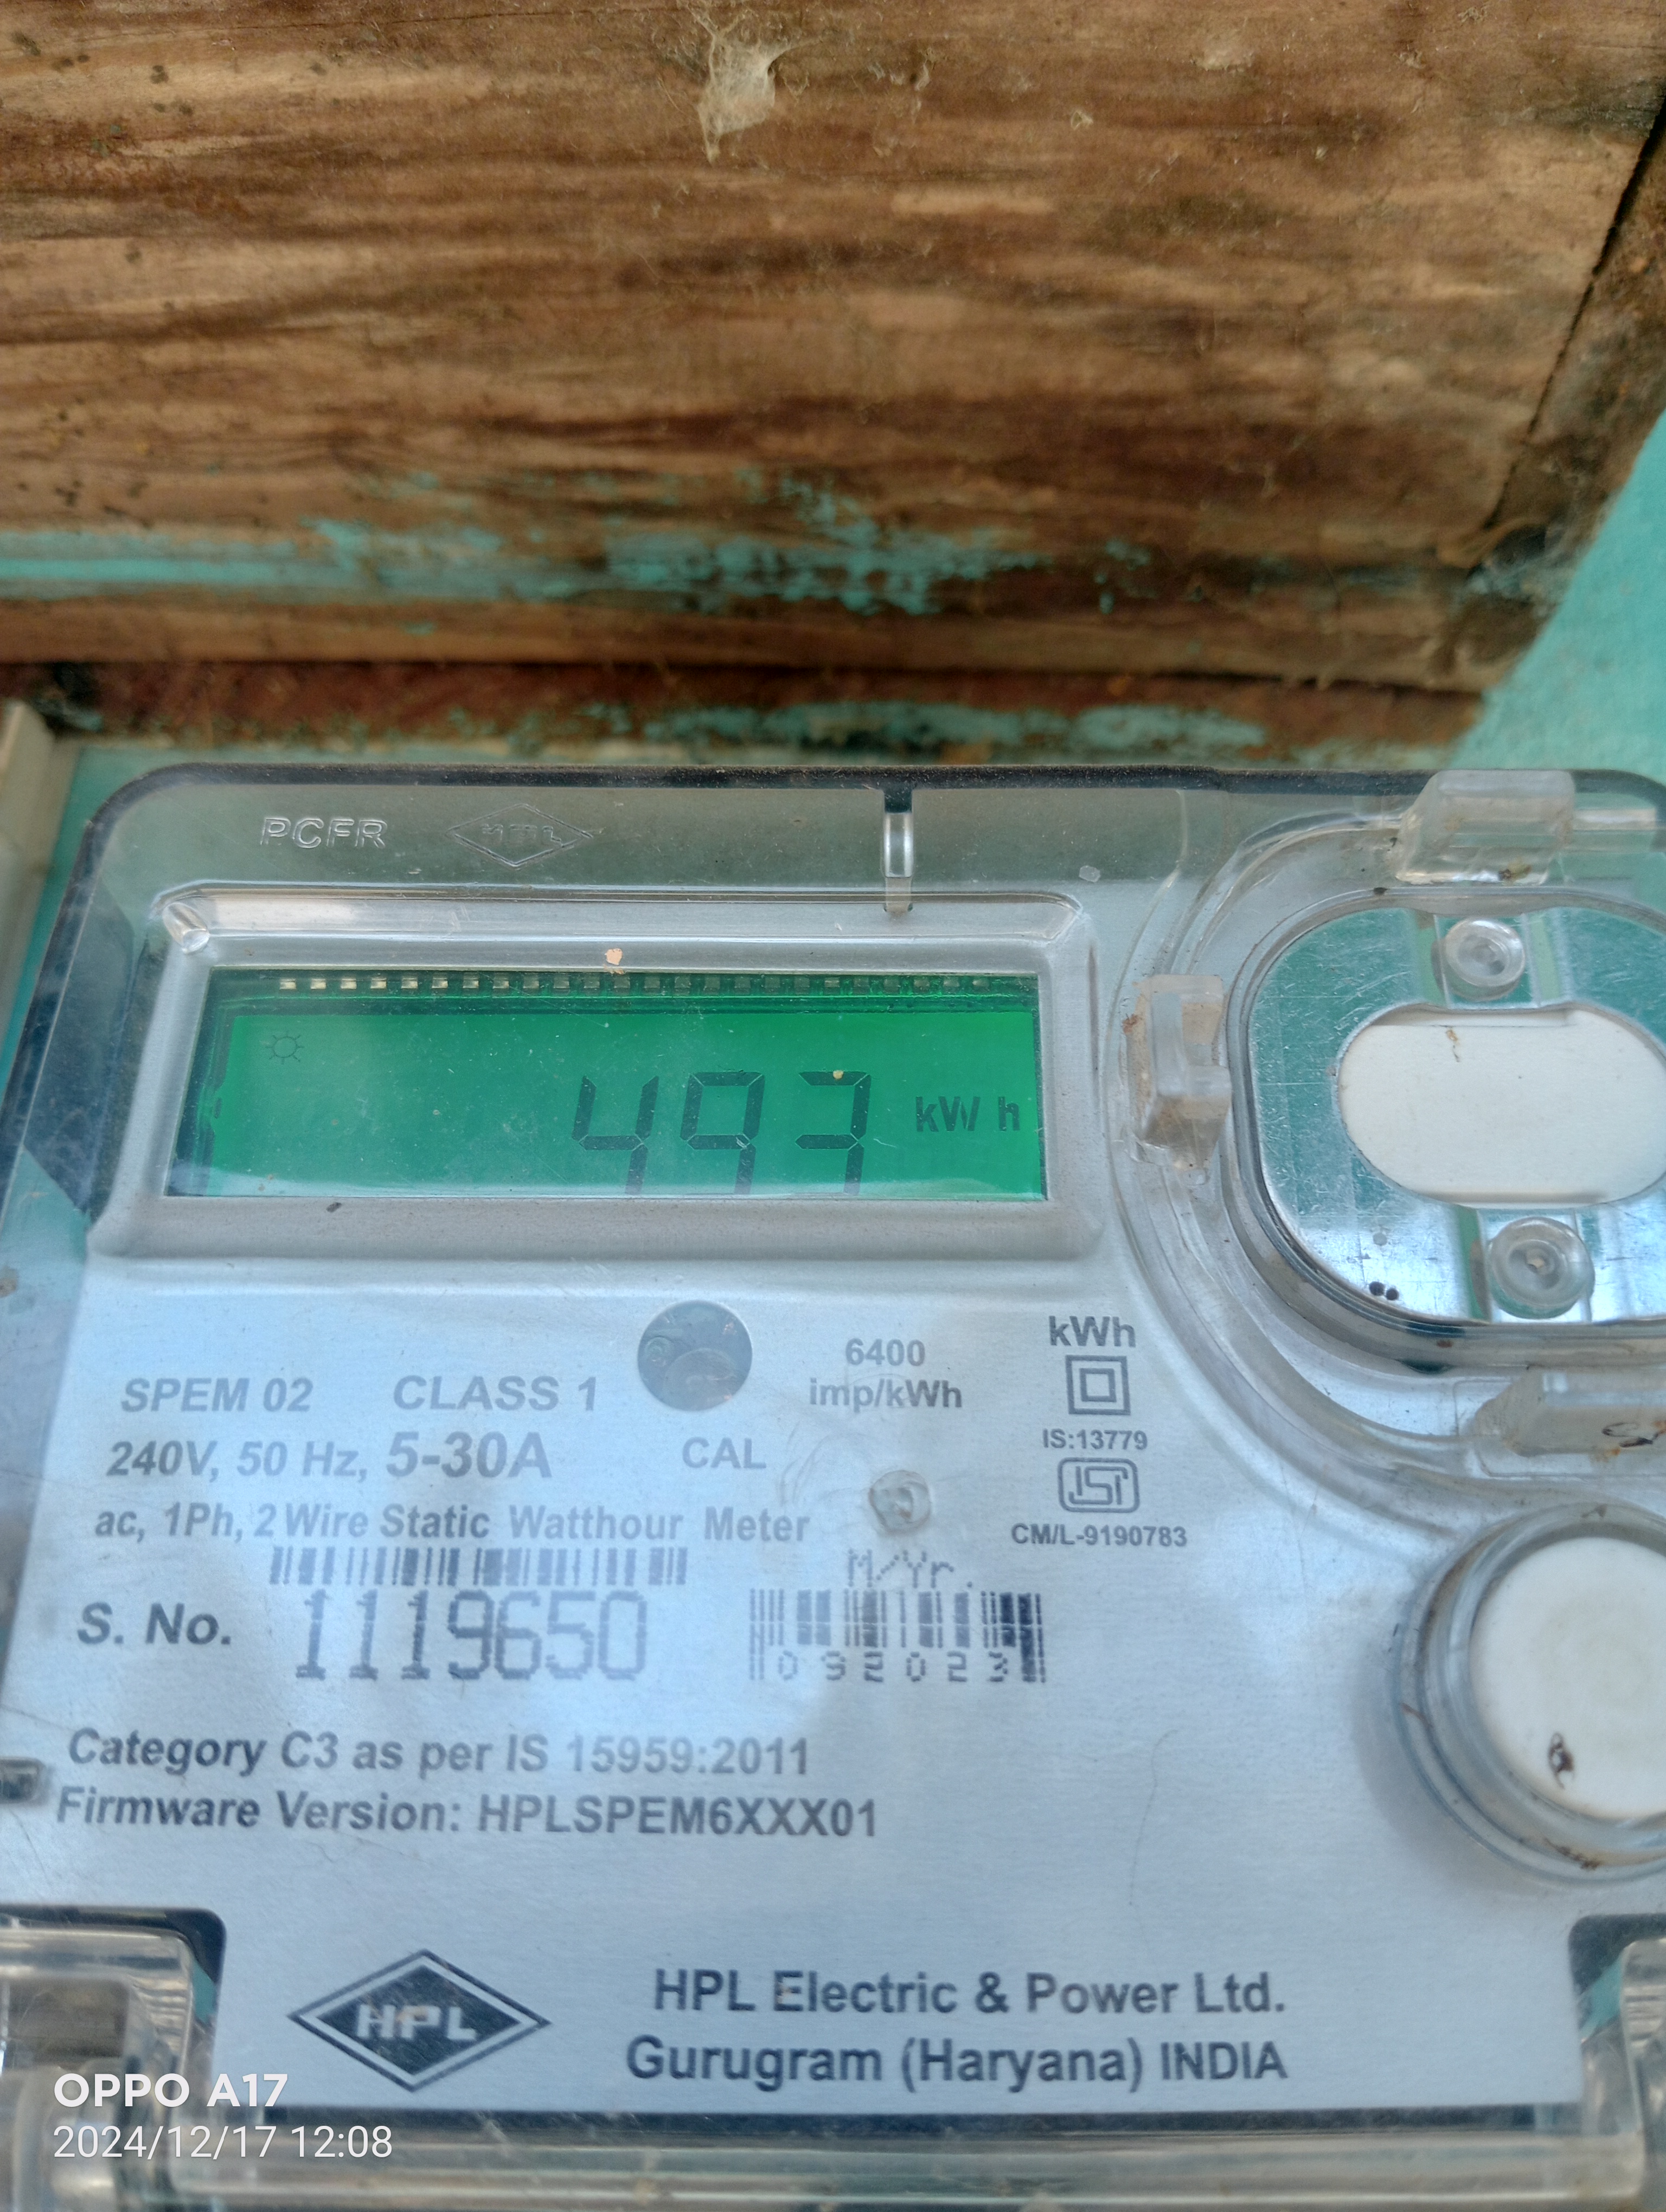 PCFR HPL
493 kWh
6400
imp/kWh
kWh
SPEM 02 CLASS 1
240V, 50 Hz, 5-30A
CAL
IS:13779
ISI
CM/L-9190783
ac, 1Ph, 2 Wire Static Watthour Meter
M/Yr.
S. No. 1119650
092023
Category C3 as per IS 15959:2011
Firmware Version: HPLSPEM6XXX01
HPL
HPL Electric & Power Ltd.
Gurugram (Haryana) INDIA
OPPO A17
2024/12/17 12:08